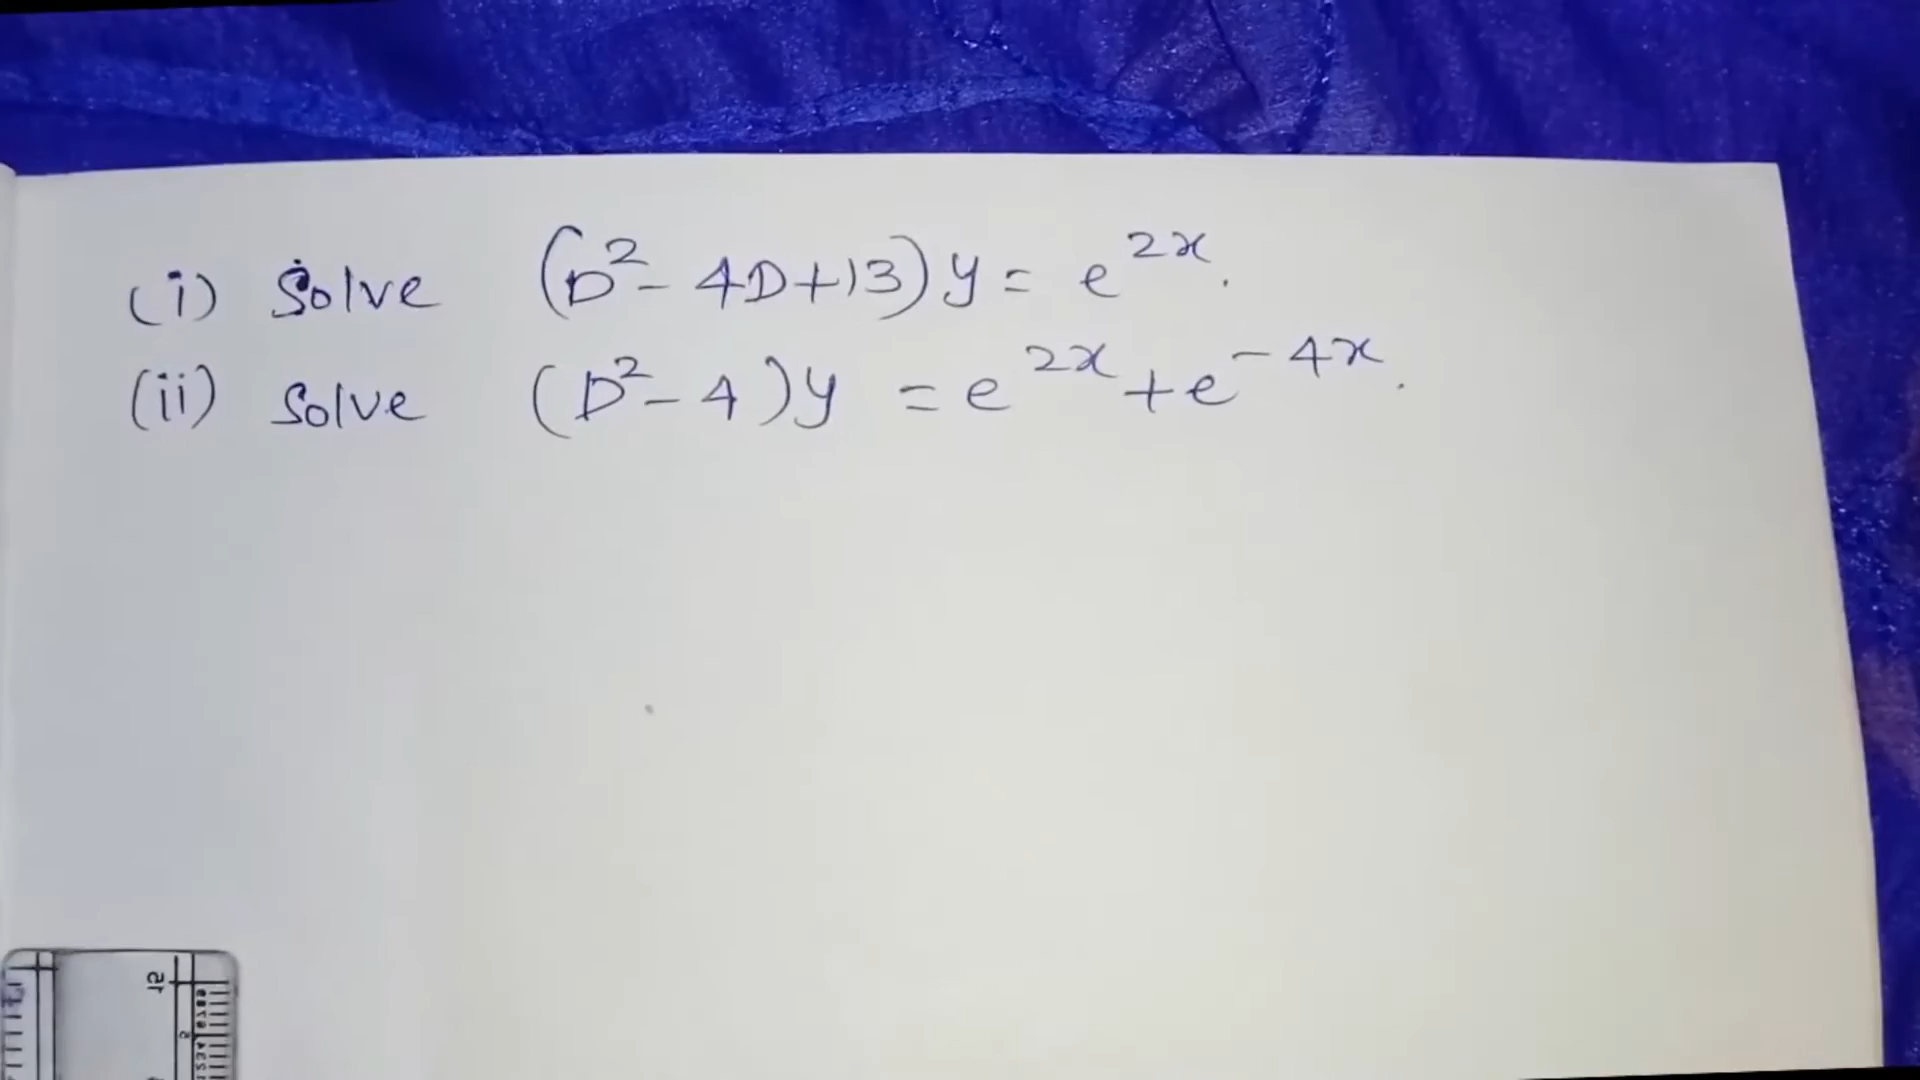 (i) Solve (D²- 4D+13)y = e^2x.
(ii) Solve (D²- 4)y = e^2x + e^-4x.